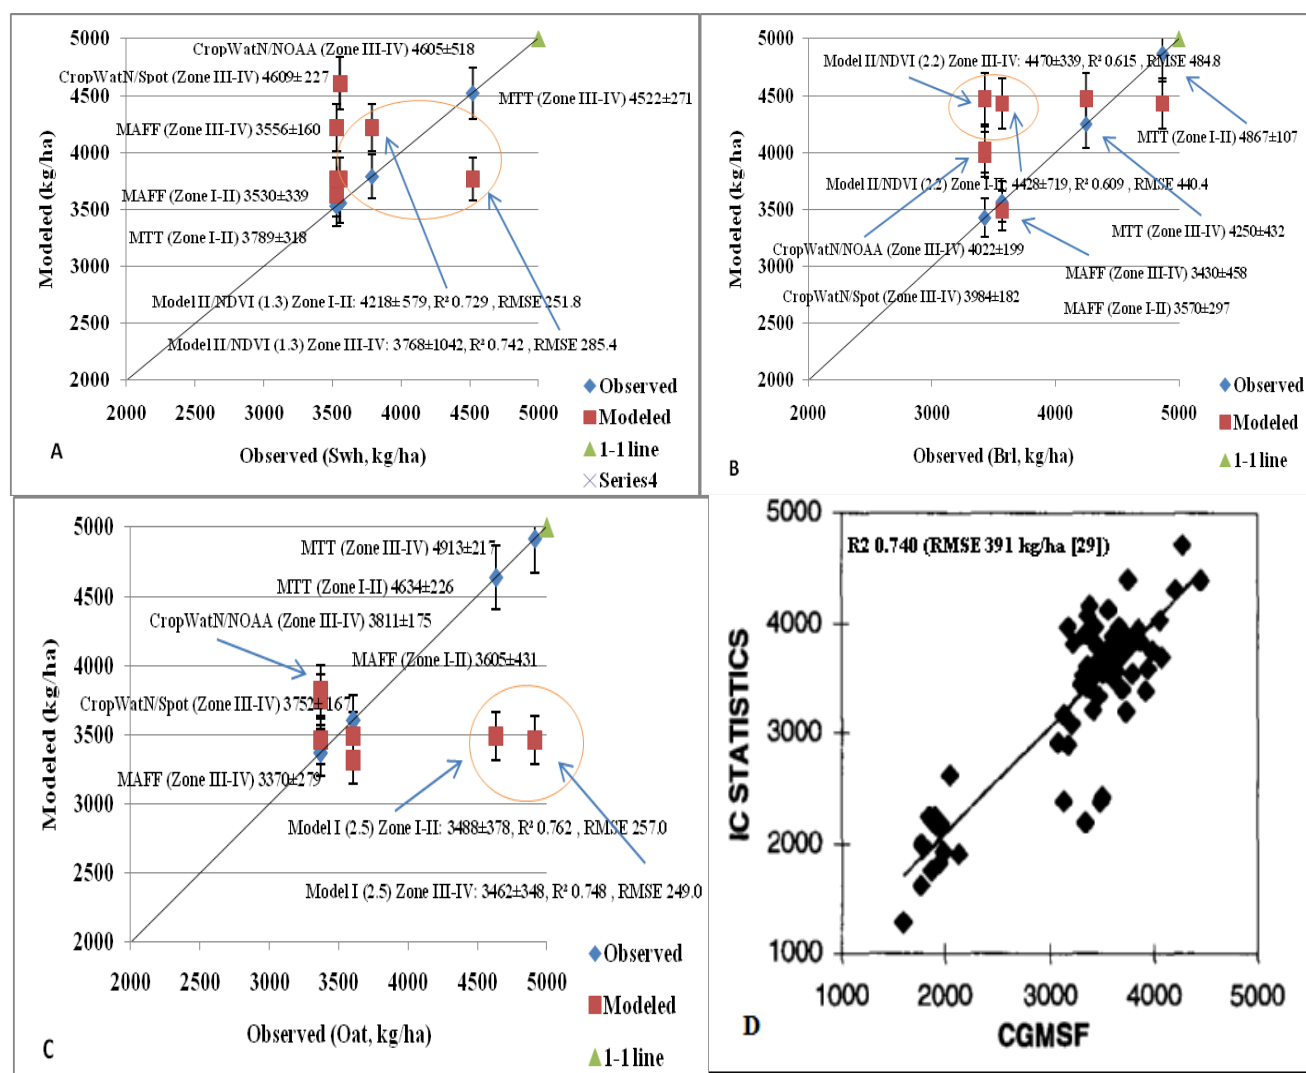 5000
4500
4000
3500
3000
2500
2000
Modeled (kg/ha)
CropWatN/NOAA (Zone III-IV) 4605±518
CropWatN/Spot (Zone III-IV) 4609±227
MTT (Zone III-IV) 4522±271
MAFF (Zone III-IV) 3556±160
MAFF (Zone I-II) 3530±339
MTT (Zone I-II) 3789±318
Model II/NDVI (1.3) Zone I-II: 4218±579, R² 0.729 , RMSE 251.8
Model II/NDVI (1.3) Zone III-IV: 3768±1042, R² 0.742 , RMSE 285.4
2000 2500 3000 3500 4000 4500 5000
Observed (Swh, kg/ha)
A
Observed
Modeled
1-1 line
Series4
5000
4500
4000
3500
3000
2500
2000
Modeled (kg/ha)
Model II/NDVI (2.2) Zone III-IV: 4470±339, R² 0.615 , RMSE 484.8
MTT (Zone I-II) 4867±107
Model II/NDVI (2.2) Zone I-II: 4428±719, R² 0.609 , RMSE 440.4
MTT (Zone III-IV) 4250±432
CropWatN/NOAA (Zone III-IV) 4022±199
MAFF (Zone III-IV) 3430±458
CropWatN/Spot (Zone III-IV) 3984±182
MAFF (Zone I-II) 3570±297
2000 3000 4000 5000
Observed (Brl, kg/ha)
B
Observed
Modeled
1-1 line
5000
4500
4000
3500
3000
2500
2000
Modeled (kg/ha)
MTT (Zone III-IV) 4913±217
MTT (Zone I-II) 4634±226
CropWatN/NOAA (Zone III-IV) 3811±175
MAFF (Zone I-II) 3605±431
CropWatN/Spot (Zone III-IV) 3752±167
MAFF (Zone III-IV) 3370±279
Model I (2.5) Zone I-II: 3488±378, R² 0.762 , RMSE 257.0
Model I (2.5) Zone III-IV: 3462±348, R² 0.748 , RMSE 249.0
2000 2500 3000 3500 4000 4500 5000
Observed (Oat, kg/ha)
C
Observed
Modeled
1-1 line
5000
4000
3000
2000
1000
IC STATISTICS
R2 0.740 (RMSE 391 kg/ha [29])
1000 2000 3000 4000 5000
CGMSF
D